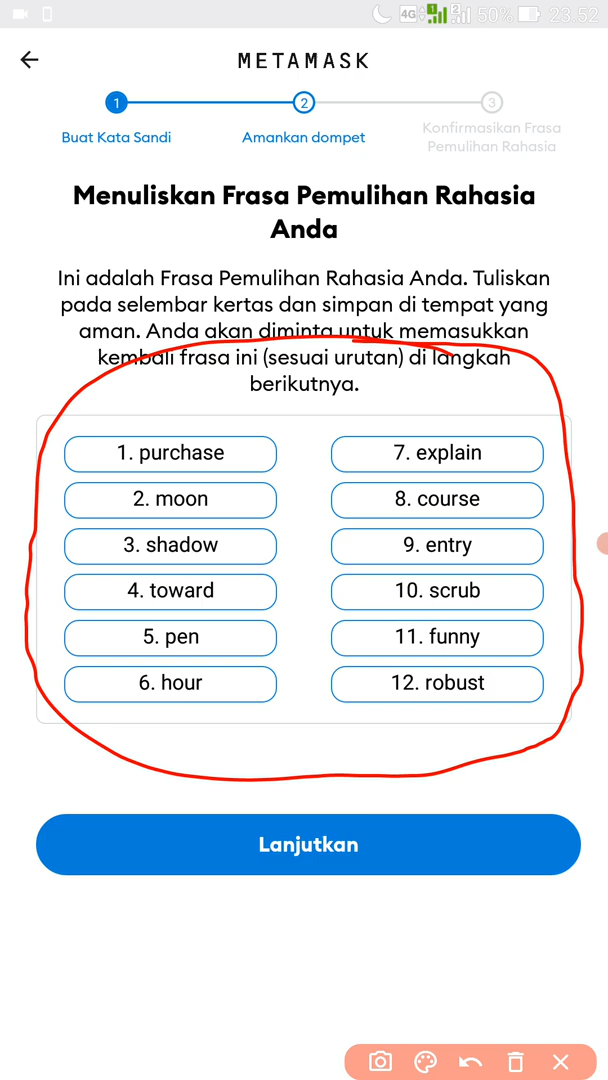 4G 1 2 50% 23.52
METAMASK
1 2 3
Buat Kata Sandi
Amankan dompet
Konfirmasikan Frasa
Pemulihan Rahasia
Menuliskan Frasa Pemulihan Rahasia
Anda
Ini adalah Frasa Pemulihan Rahasia Anda. Tuliskan
pada selembar kertas dan simpan di tempat yang
aman. Anda akan diminta untuk memasukkan
kembali frasa ini (sesuai urutan) di langkah
berikutnya.
1. purchase
2. moon
3. shadow
4. toward
5. pen
6. hour
7. explain
8. course
9. entry
10. scrub
11. funny
12. robust
Lanjutkan